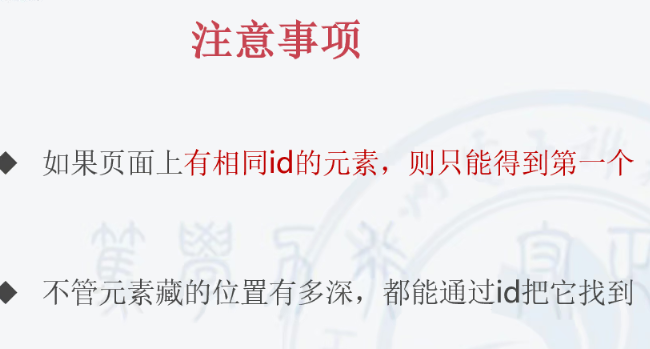 注意事项
◆ 如果页面上有相同id的元素，则只能得到第一个
◆ 不管元素藏的位置有多深，都能通过id把它找到